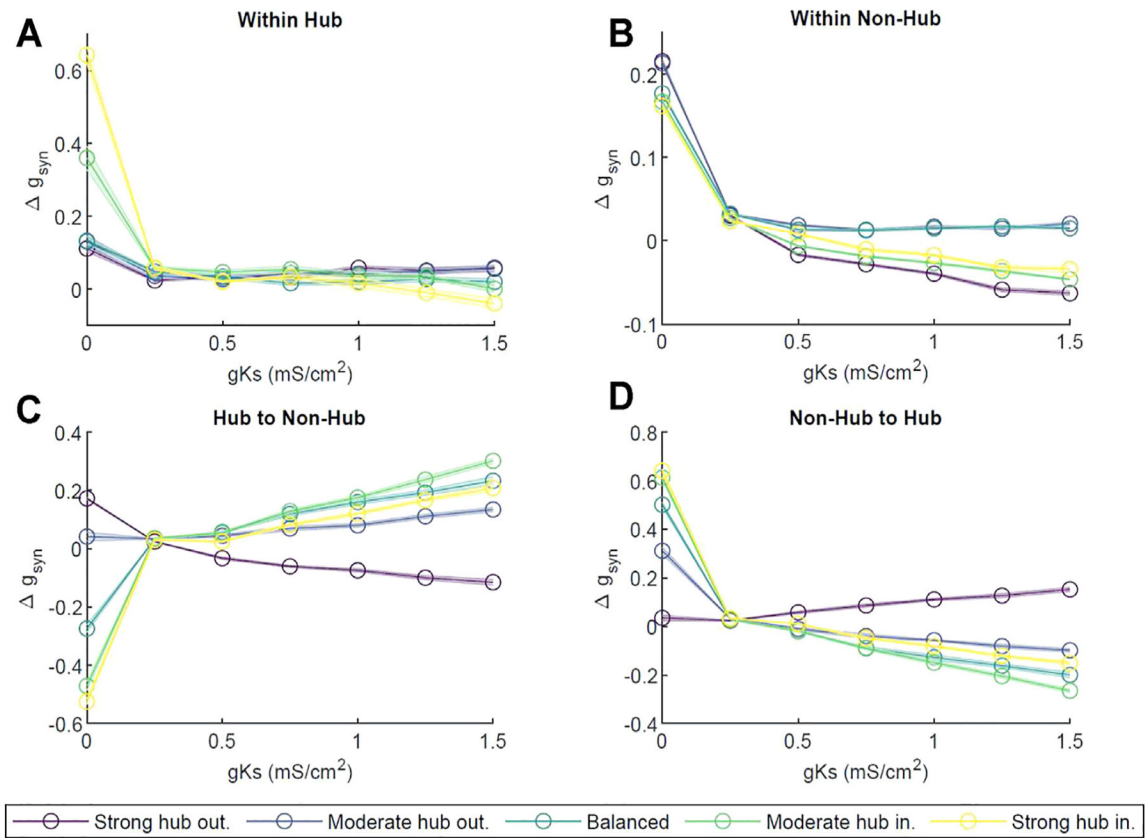 A
Within Hub
0.6
0.4
0.2
0
Δ gsyn
0 0.5 1 1.5
gKs (mS/cm²)
B
Within Non-Hub
0.2
0.1
0
-0.1
Δ gsyn
0 0.5 1 1.5
gKs (mS/cm²)
C
Hub to Non-Hub
0.4
0.2
0
-0.2
-0.4
-0.6
Δ gsyn
0 0.5 1 1.5
gKs (mS/cm²)
D
Non-Hub to Hub
0.8
0.6
0.4
0.2
0
-0.2
-0.4
Δ gsyn
0 0.5 1 1.5
gKs (mS/cm²)
Strong hub out. Moderate hub out. Balanced Moderate hub in. Strong hub in.